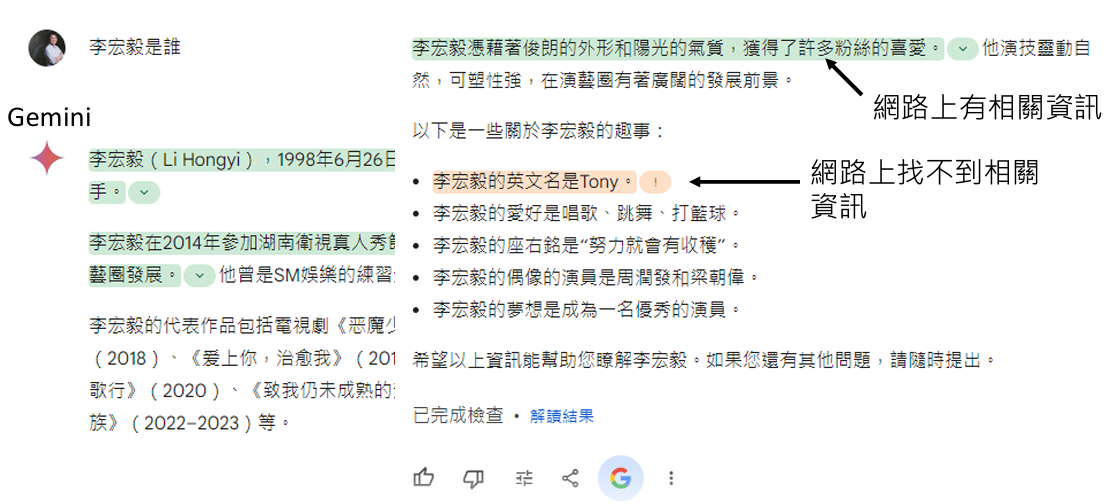 李宏毅是誰
Gemini
李宏毅（Li Hongyi），1998年6月26日
手。
李宏毅在2014年參加湖南衛視真人秀
藝圈發展。他曾是SM娛樂的練習
李宏毅的代表作品包括電視劇《惡魔少
（2018）、《爱上你，治愈我》（201
歌行》（2020）、《致我仍未成熟的
族》（2022–2023）等。
李宏毅憑藉著俊朗的外形和陽光的氣質，獲得了許多粉絲的喜愛。他演技靈動自
然，可塑性強，在演藝圈有著廣闊的發展前景。
網路上有相關資訊
以下是一些關於李宏毅的趣事：
• 李宏毅的英文名是Tony。 !
網路上找不到相關
資訊
• 李宏毅的愛好是唱歌、跳舞、打籃球。
• 李宏毅的座右銘是“努力就會有收穫”。
• 李宏毅的偶像的演員是周潤發和梁朝偉。
• 李宏毅的夢想是成為一名優秀的演員。
希望以上資訊能幫助您瞭解李宏毅。如果您還有其他問題，請隨時提出。
已完成檢查 • 解讀結果
G